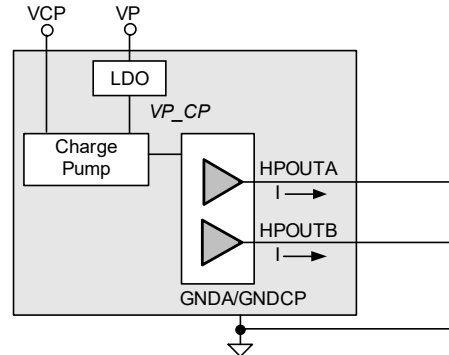 VCP VP
LDO
VP_CP
Charge
Pump
HPOUTA
I
HPOUTB
I
GNDA/GNDCP